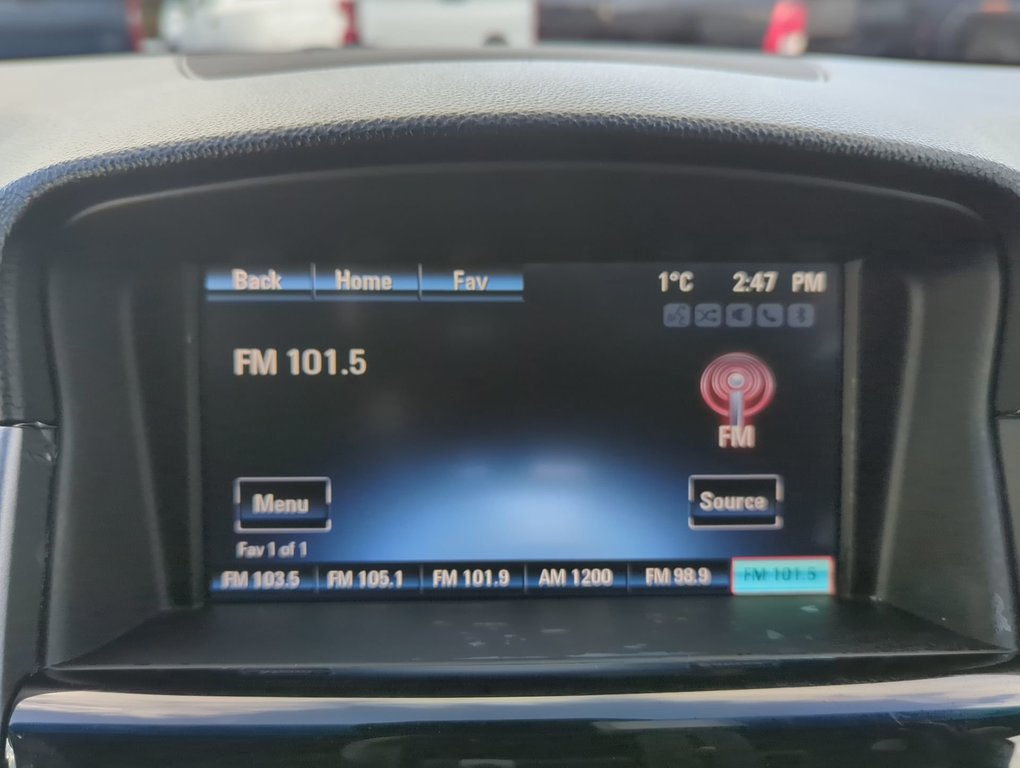 Back Home Fav 1°C 2:47 PM
FM 101.5
FM
Menu Source
Fav 1 of 1
FM 103.5 FM 105.1 FM 101.9 AM 1200 FM 98.9 FM 101.5